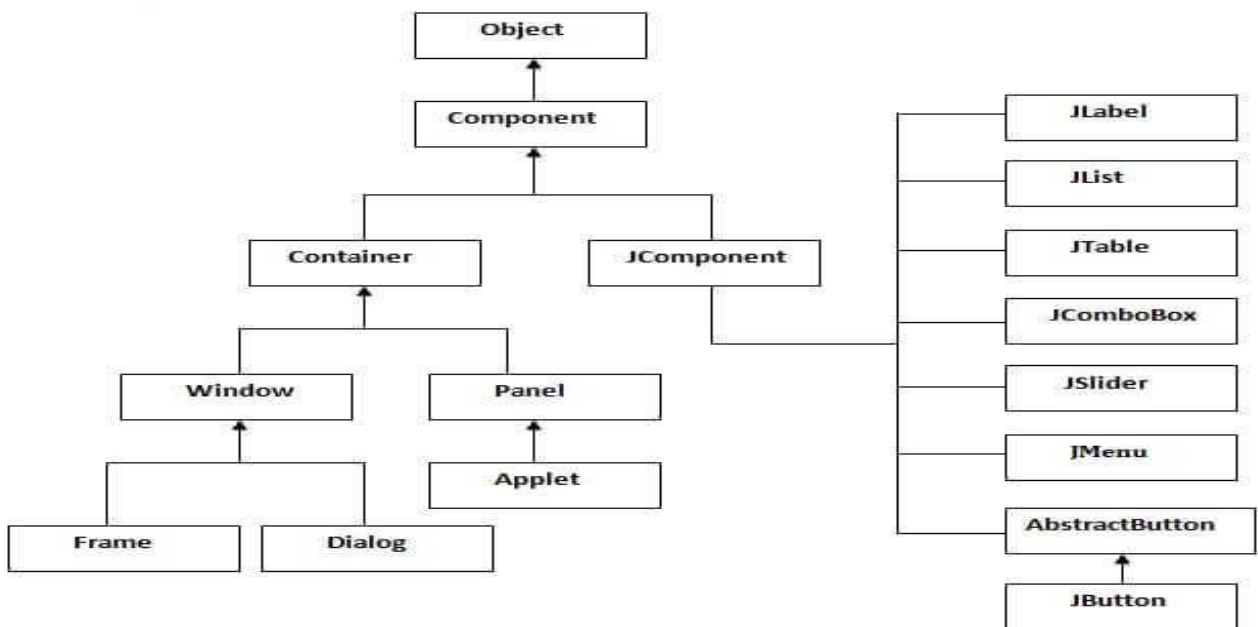 Object
Component
Container
JComponent
Window
Panel
Applet
Frame
Dialog
JLabel
JList
JTable
JComboBox
JSlider
JMenu
AbstractButton
JButton